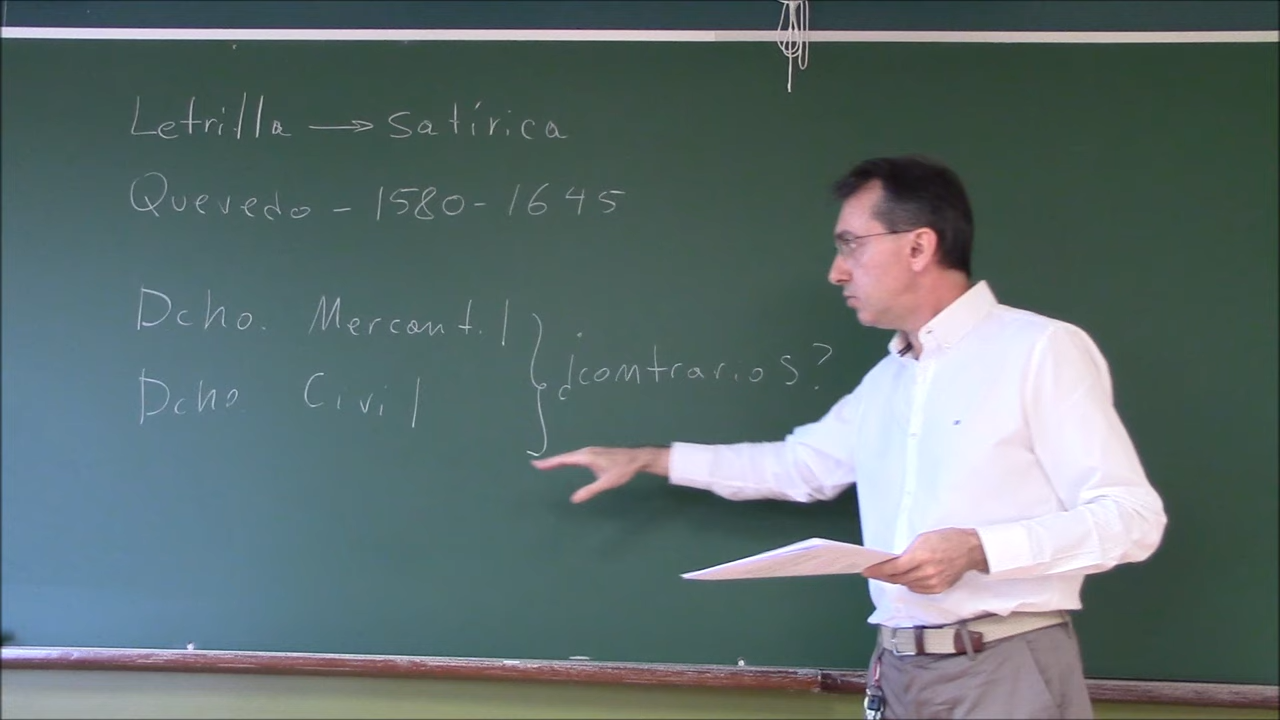 Letrilla → satírica
Quevedo - 1580-1645
Dcho. Mercantil
Dcho. Civil
¿contrarios?